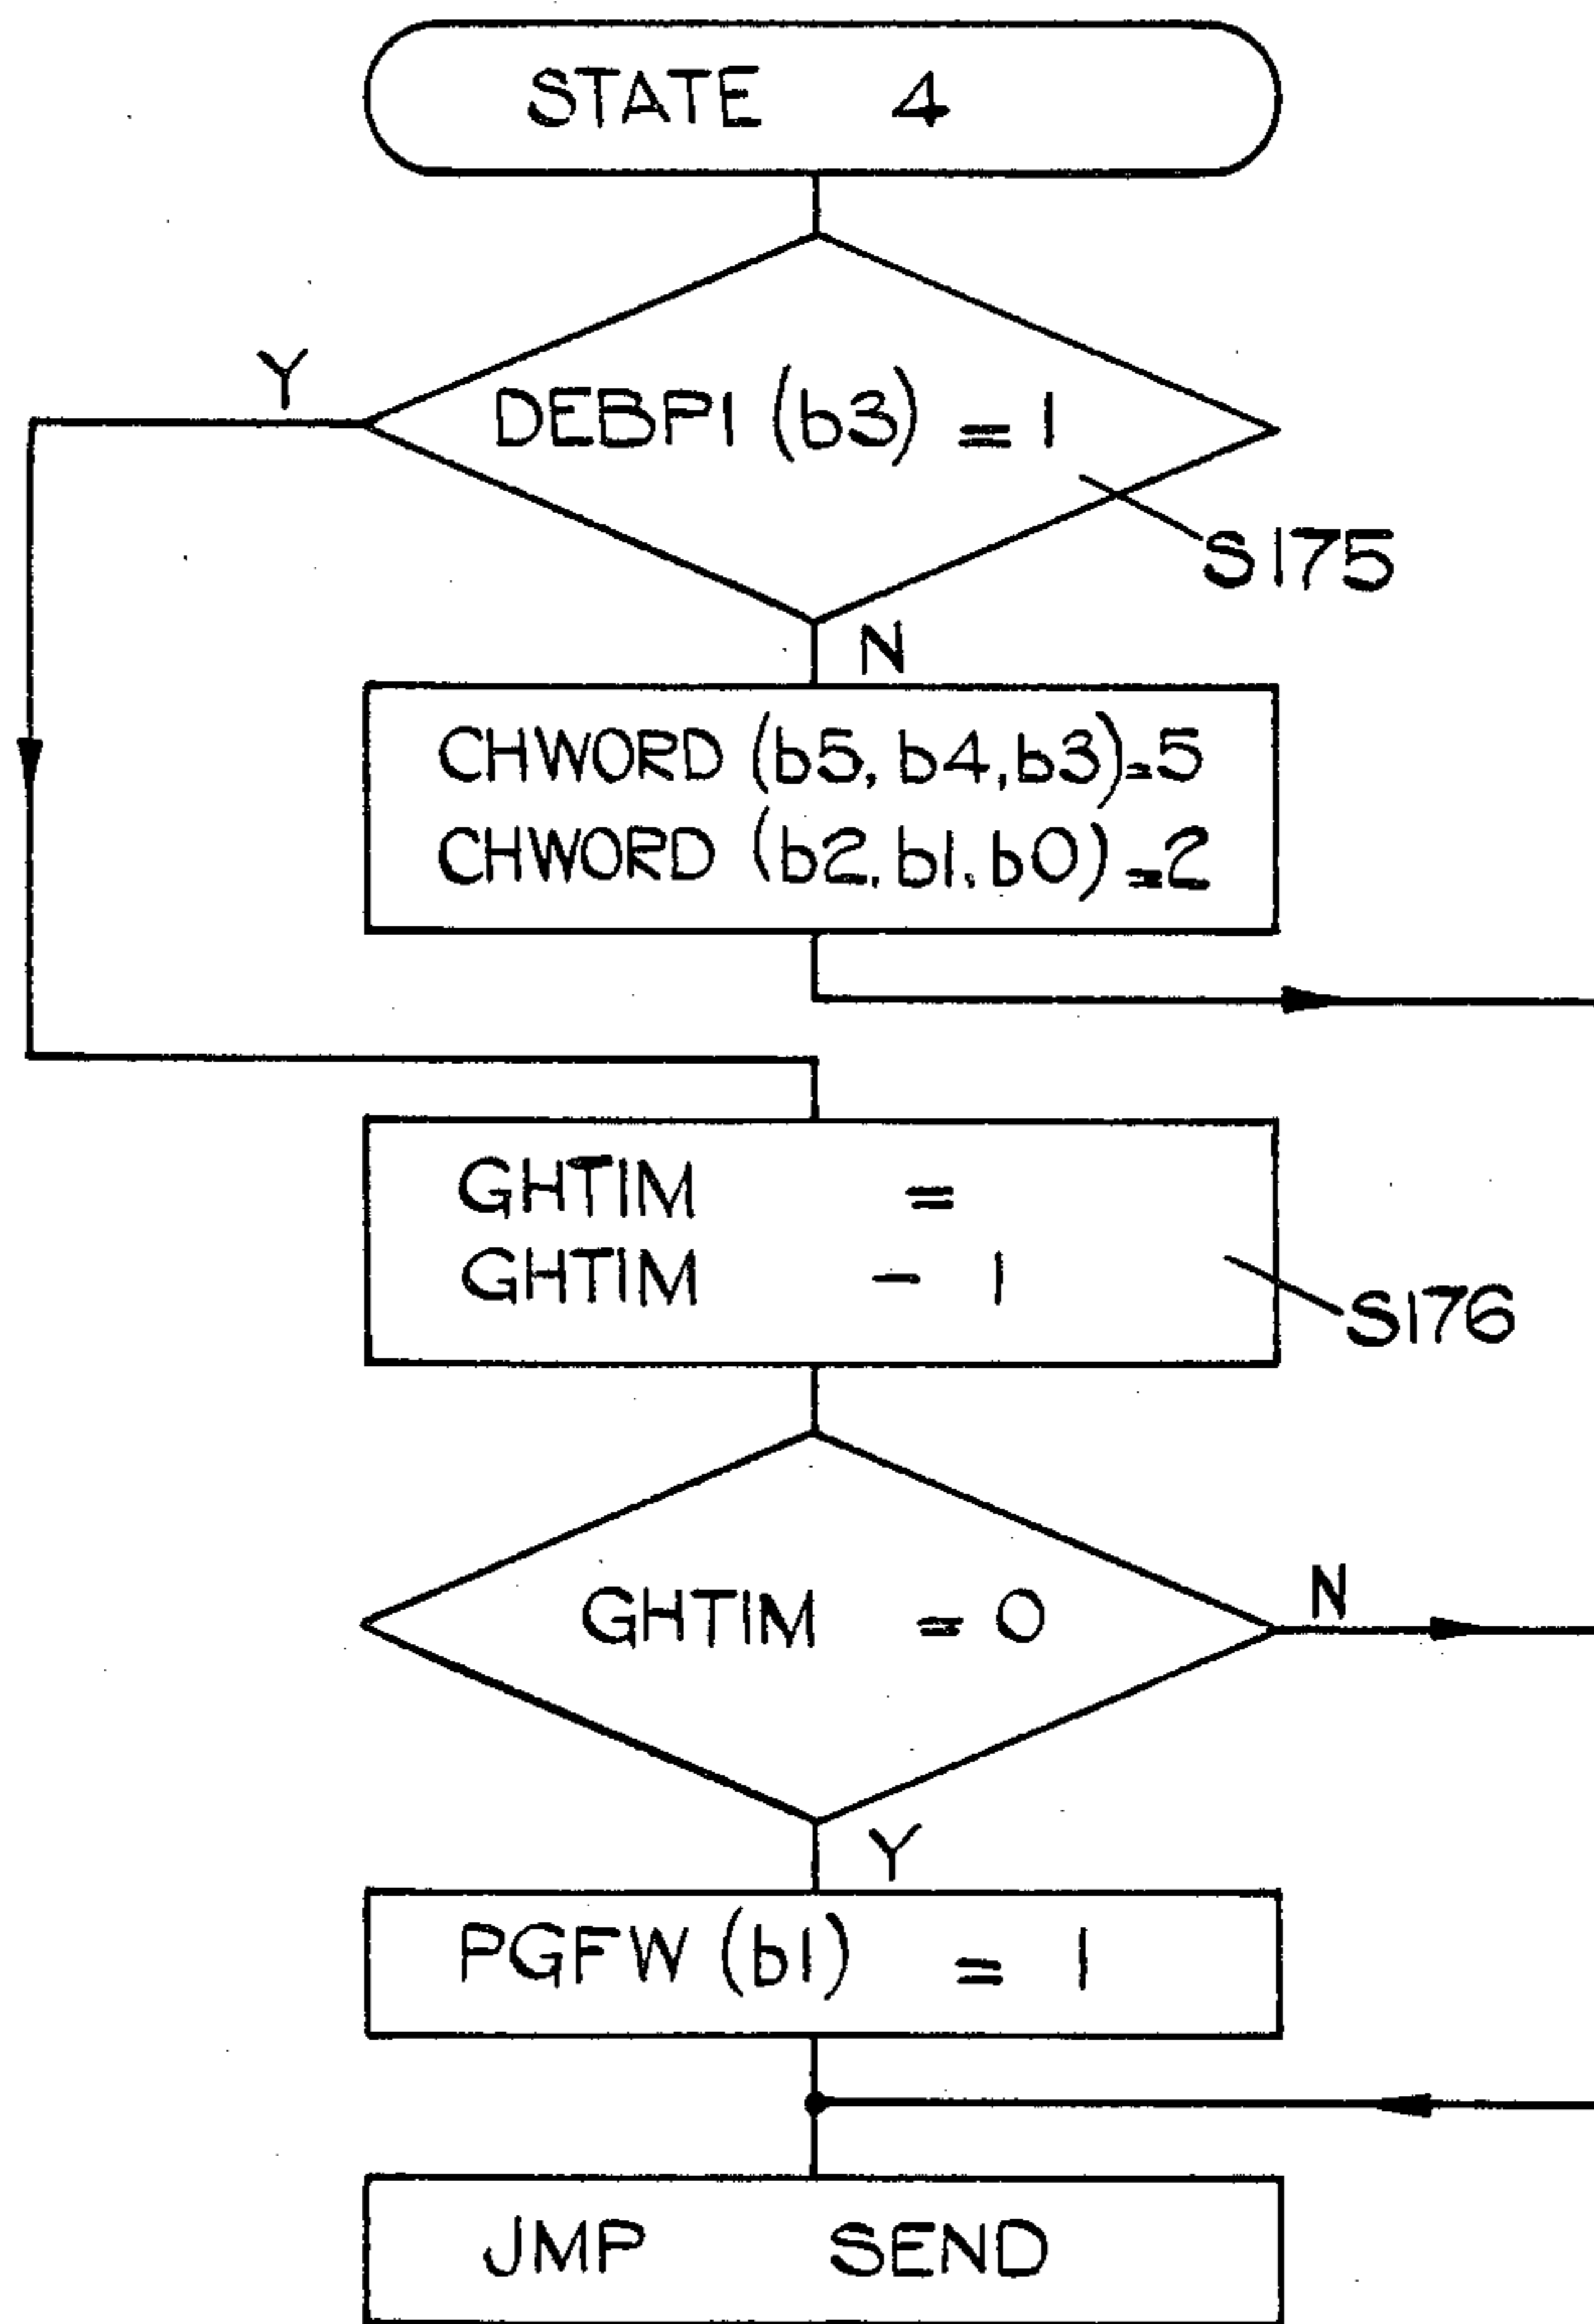 STATE 4
Y
DEBP1 (b3) = 1
S175
N
CHWORD (b5, b4, b3) = 5
CHWORD (b2, b1, b0) = 2
GHTIM =
GHTIM - 1
S176
GHTIM = 0
N
Y
PGFW (b1) = 1
JMP SEND